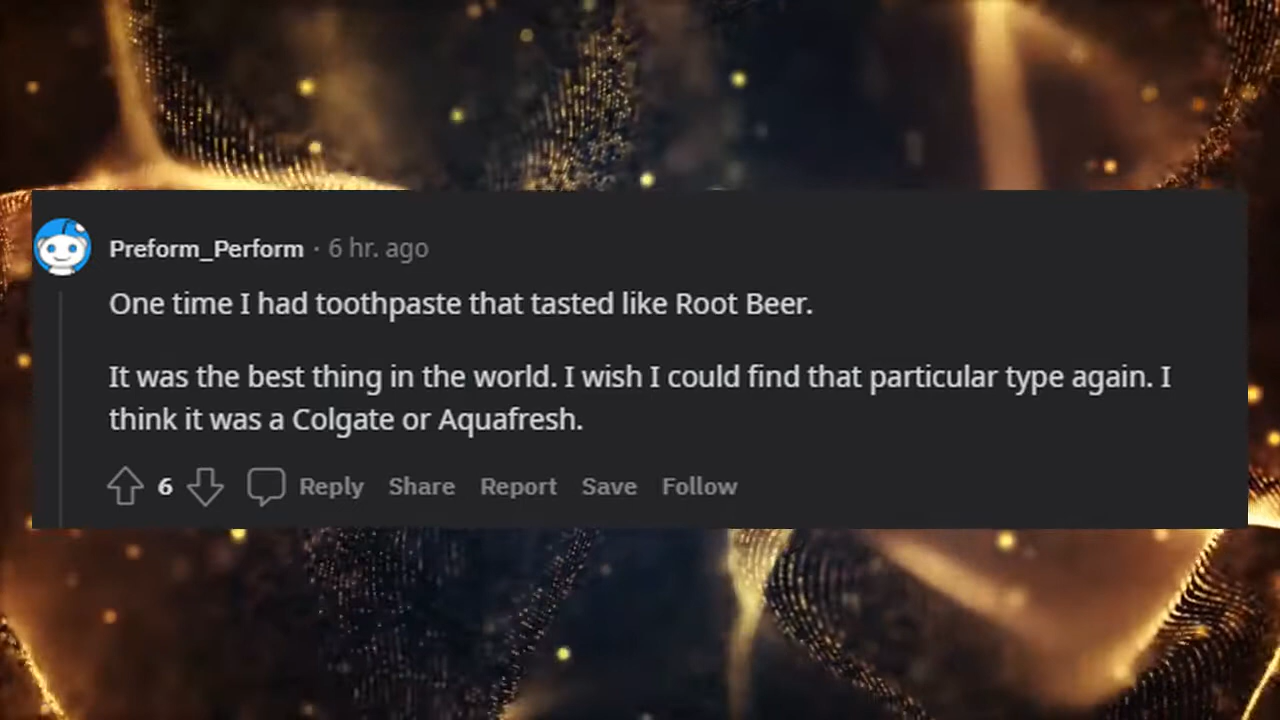 Preform_Perform · 6 hr. ago
One time I had toothpaste that tasted like Root Beer.
It was the best thing in the world. I wish I could find that particular type again. I
think it was a Colgate or Aquafresh.
6 Reply Share Report Save Follow